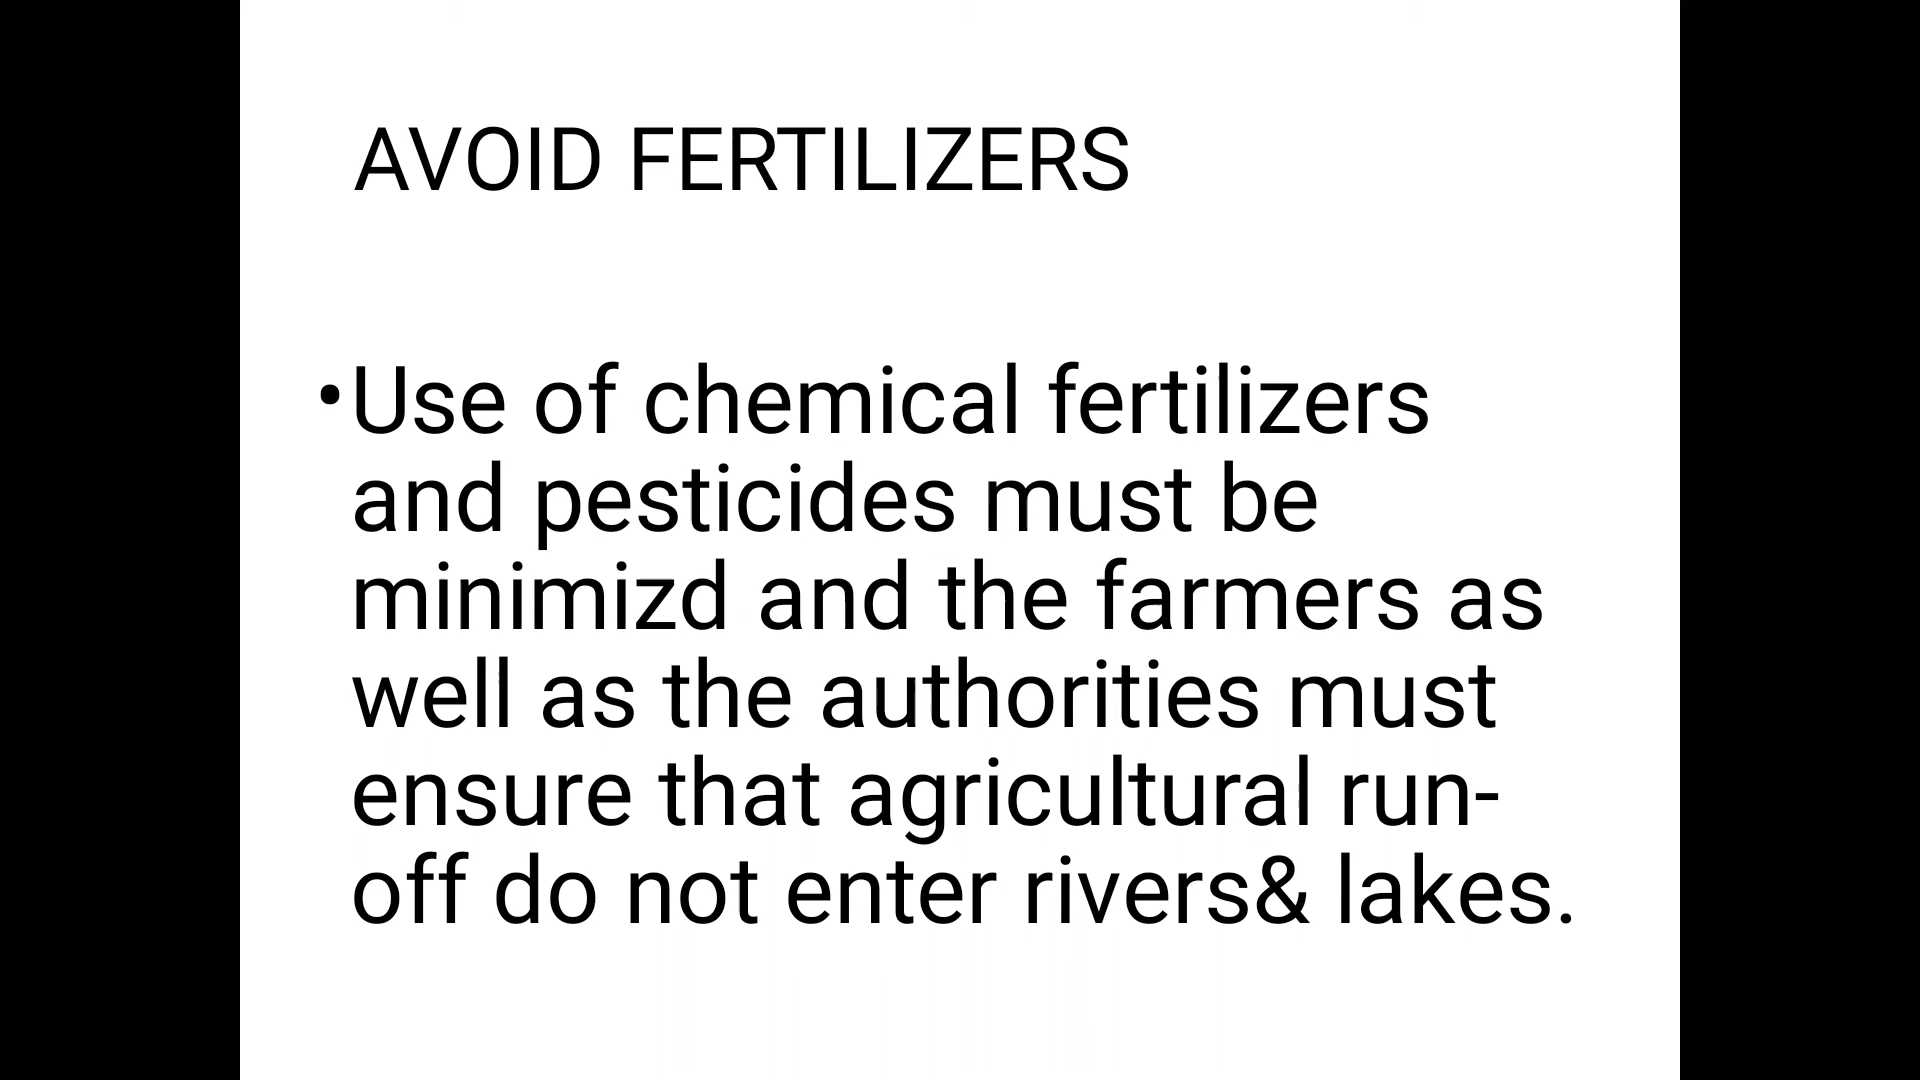 AVOID FERTILIZERS
•Use of chemical fertilizers
and pesticides must be
minimizd and the farmers as
well as the authorities must
ensure that agricultural run-
off do not enter rivers& lakes.